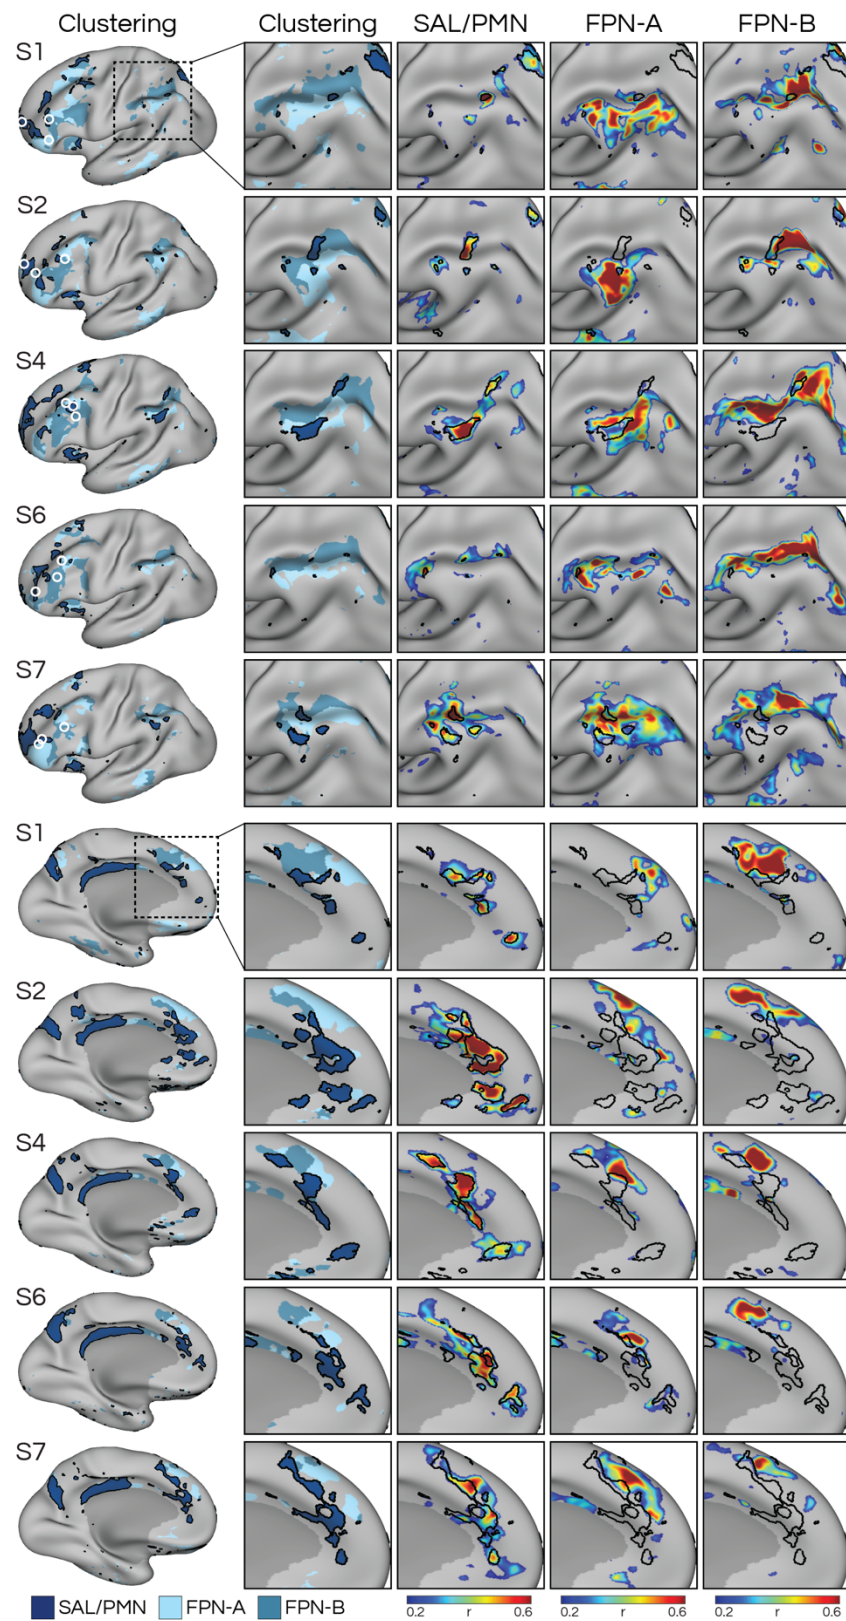 Clustering Clustering SAL/PMN FPN-A FPN-B
S1
S2
S4
S6
S7
S1
S2
S4
S6
S7
SAL/PMN FPN-A FPN-B
0.2 r 0.6 0.2 r 0.6 0.2 r 0.6